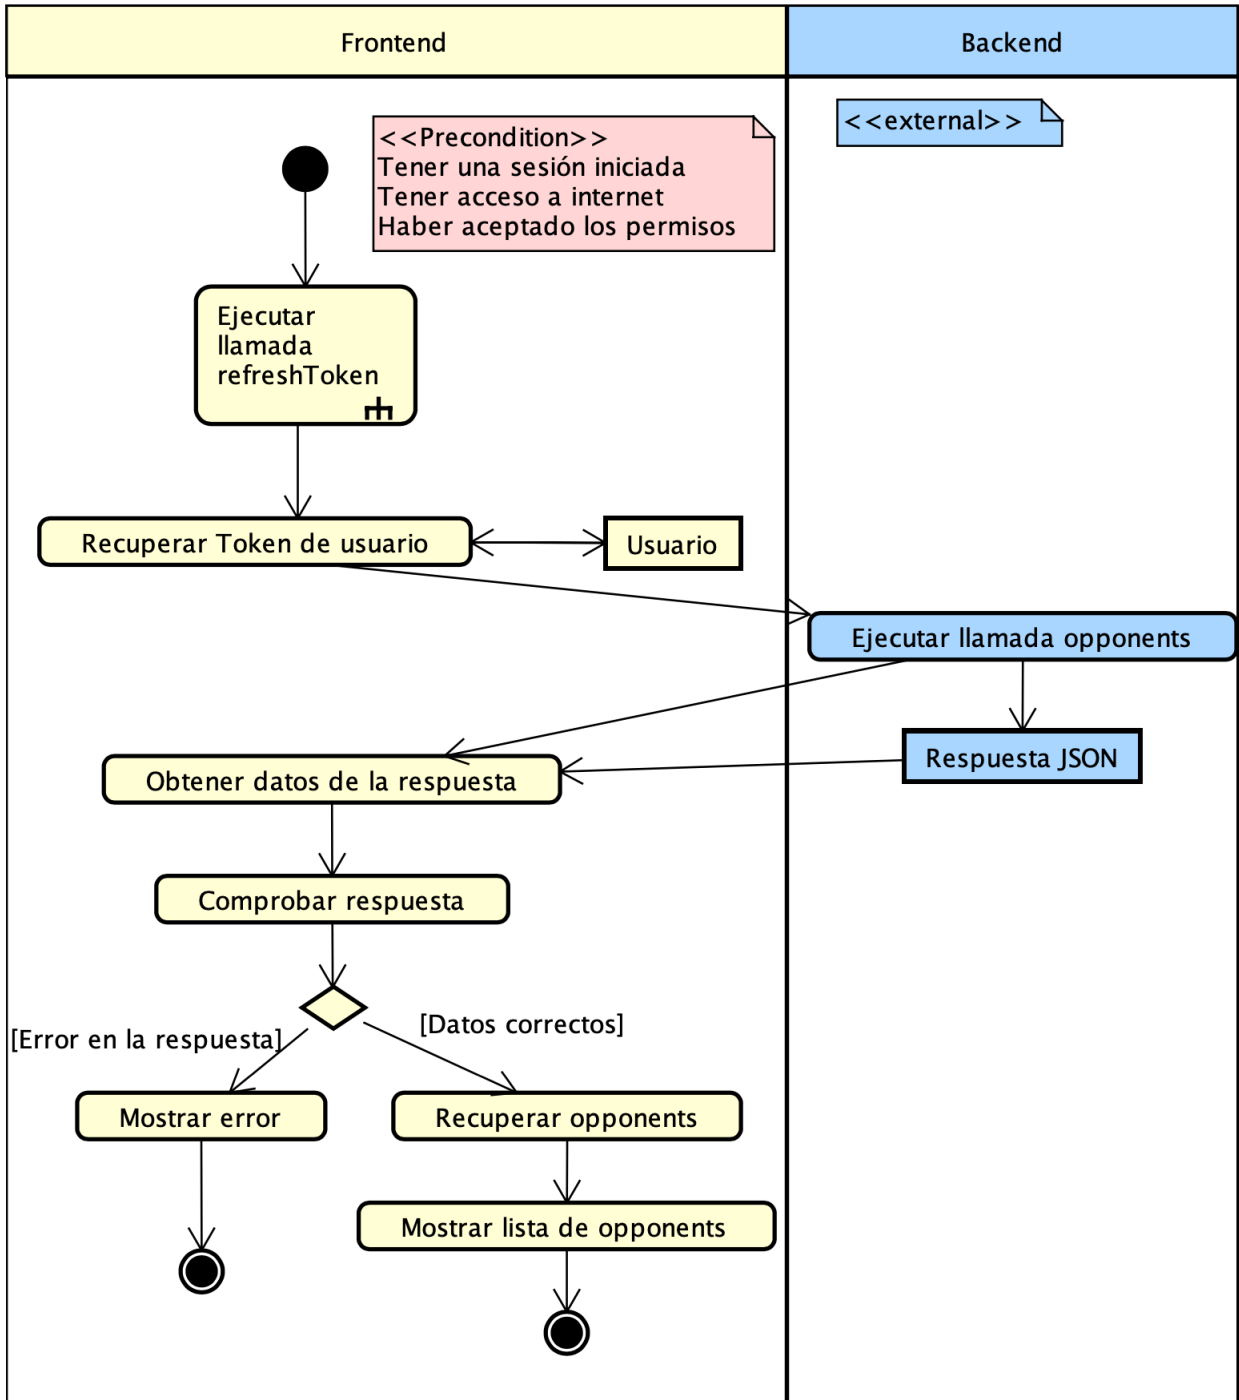 Frontend
Backend
<<external>>
<<Precondition>>
Tener una sesión iniciada
Tener acceso a internet
Haber aceptado los permisos
Ejecutar
llamada
refreshToken
Recuperar Token de usuario
Usuario
Ejecutar llamada opponents
Respuesta JSON
Obtener datos de la respuesta
Comprobar respuesta
[Error en la respuesta]
[Datos correctos]
Mostrar error
Recuperar opponents
Mostrar lista de opponents